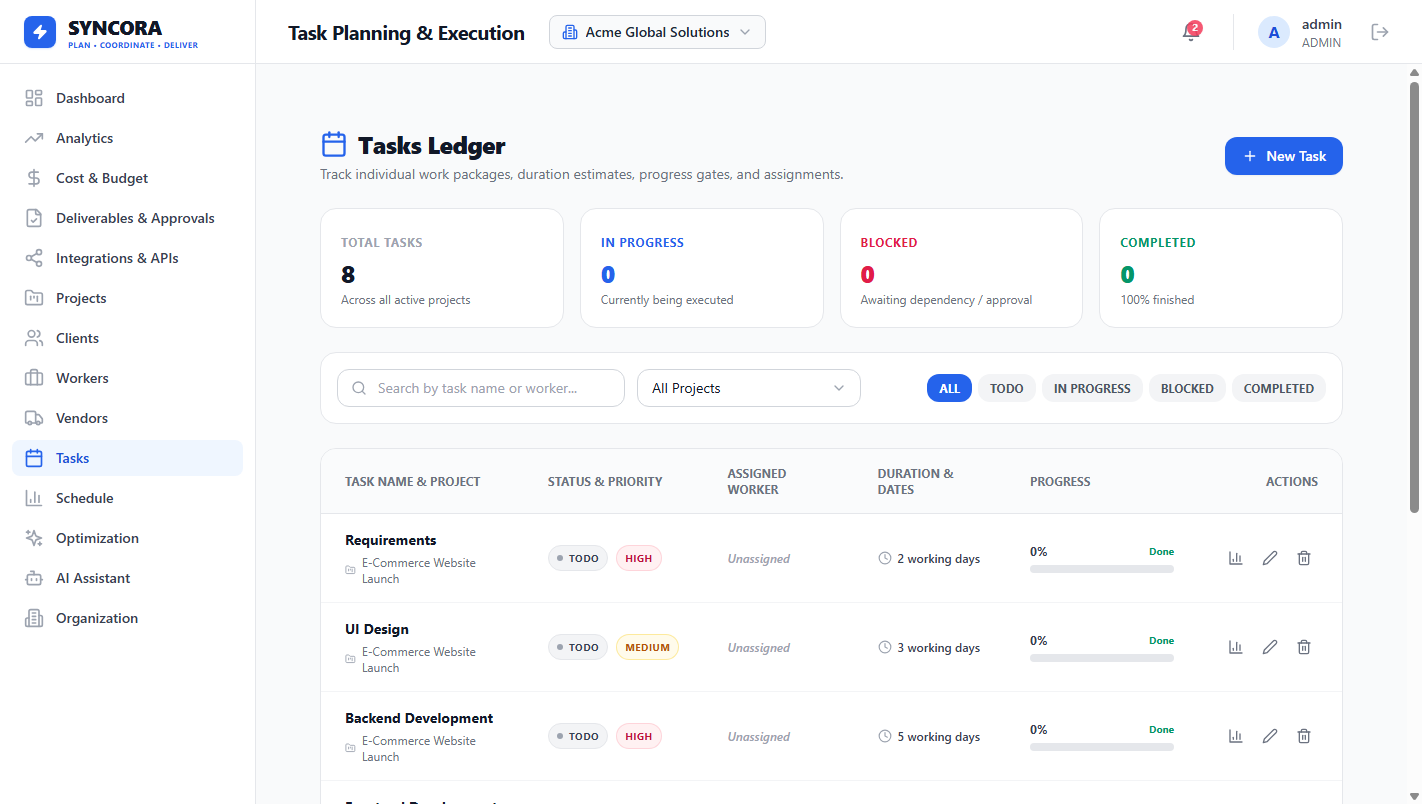 SYNCORA
PLAN • COORDINATE • DELIVER
Task Planning & Execution
Acme Global Solutions
2
A
admin
ADMIN
Dashboard
Analytics
Cost & Budget
Deliverables & Approvals
Integrations & APIs
Projects
Clients
Workers
Vendors
Tasks
Schedule
Optimization
AI Assistant
Organization
Tasks Ledger
Track individual work packages, duration estimates, progress gates, and assignments.
New Task
TOTAL TASKS
8
Across all active projects
IN PROGRESS
0
Currently being executed
BLOCKED
0
Awaiting dependency / approval
COMPLETED
0
100% finished
Search by task name or worker...
All Projects
ALL
TODO
IN PROGRESS
BLOCKED
COMPLETED
TASK NAME & PROJECT
STATUS & PRIORITY
ASSIGNED
WORKER
DURATION &
DATES
PROGRESS
ACTIONS
Requirements
E-Commerce Website
Launch
TODO
HIGH
Unassigned
2 working days
0%
Done
UI Design
E-Commerce Website
Launch
TODO
MEDIUM
Unassigned
3 working days
0%
Done
Backend Development
E-Commerce Website
Launch
TODO
HIGH
Unassigned
5 working days
0%
Done